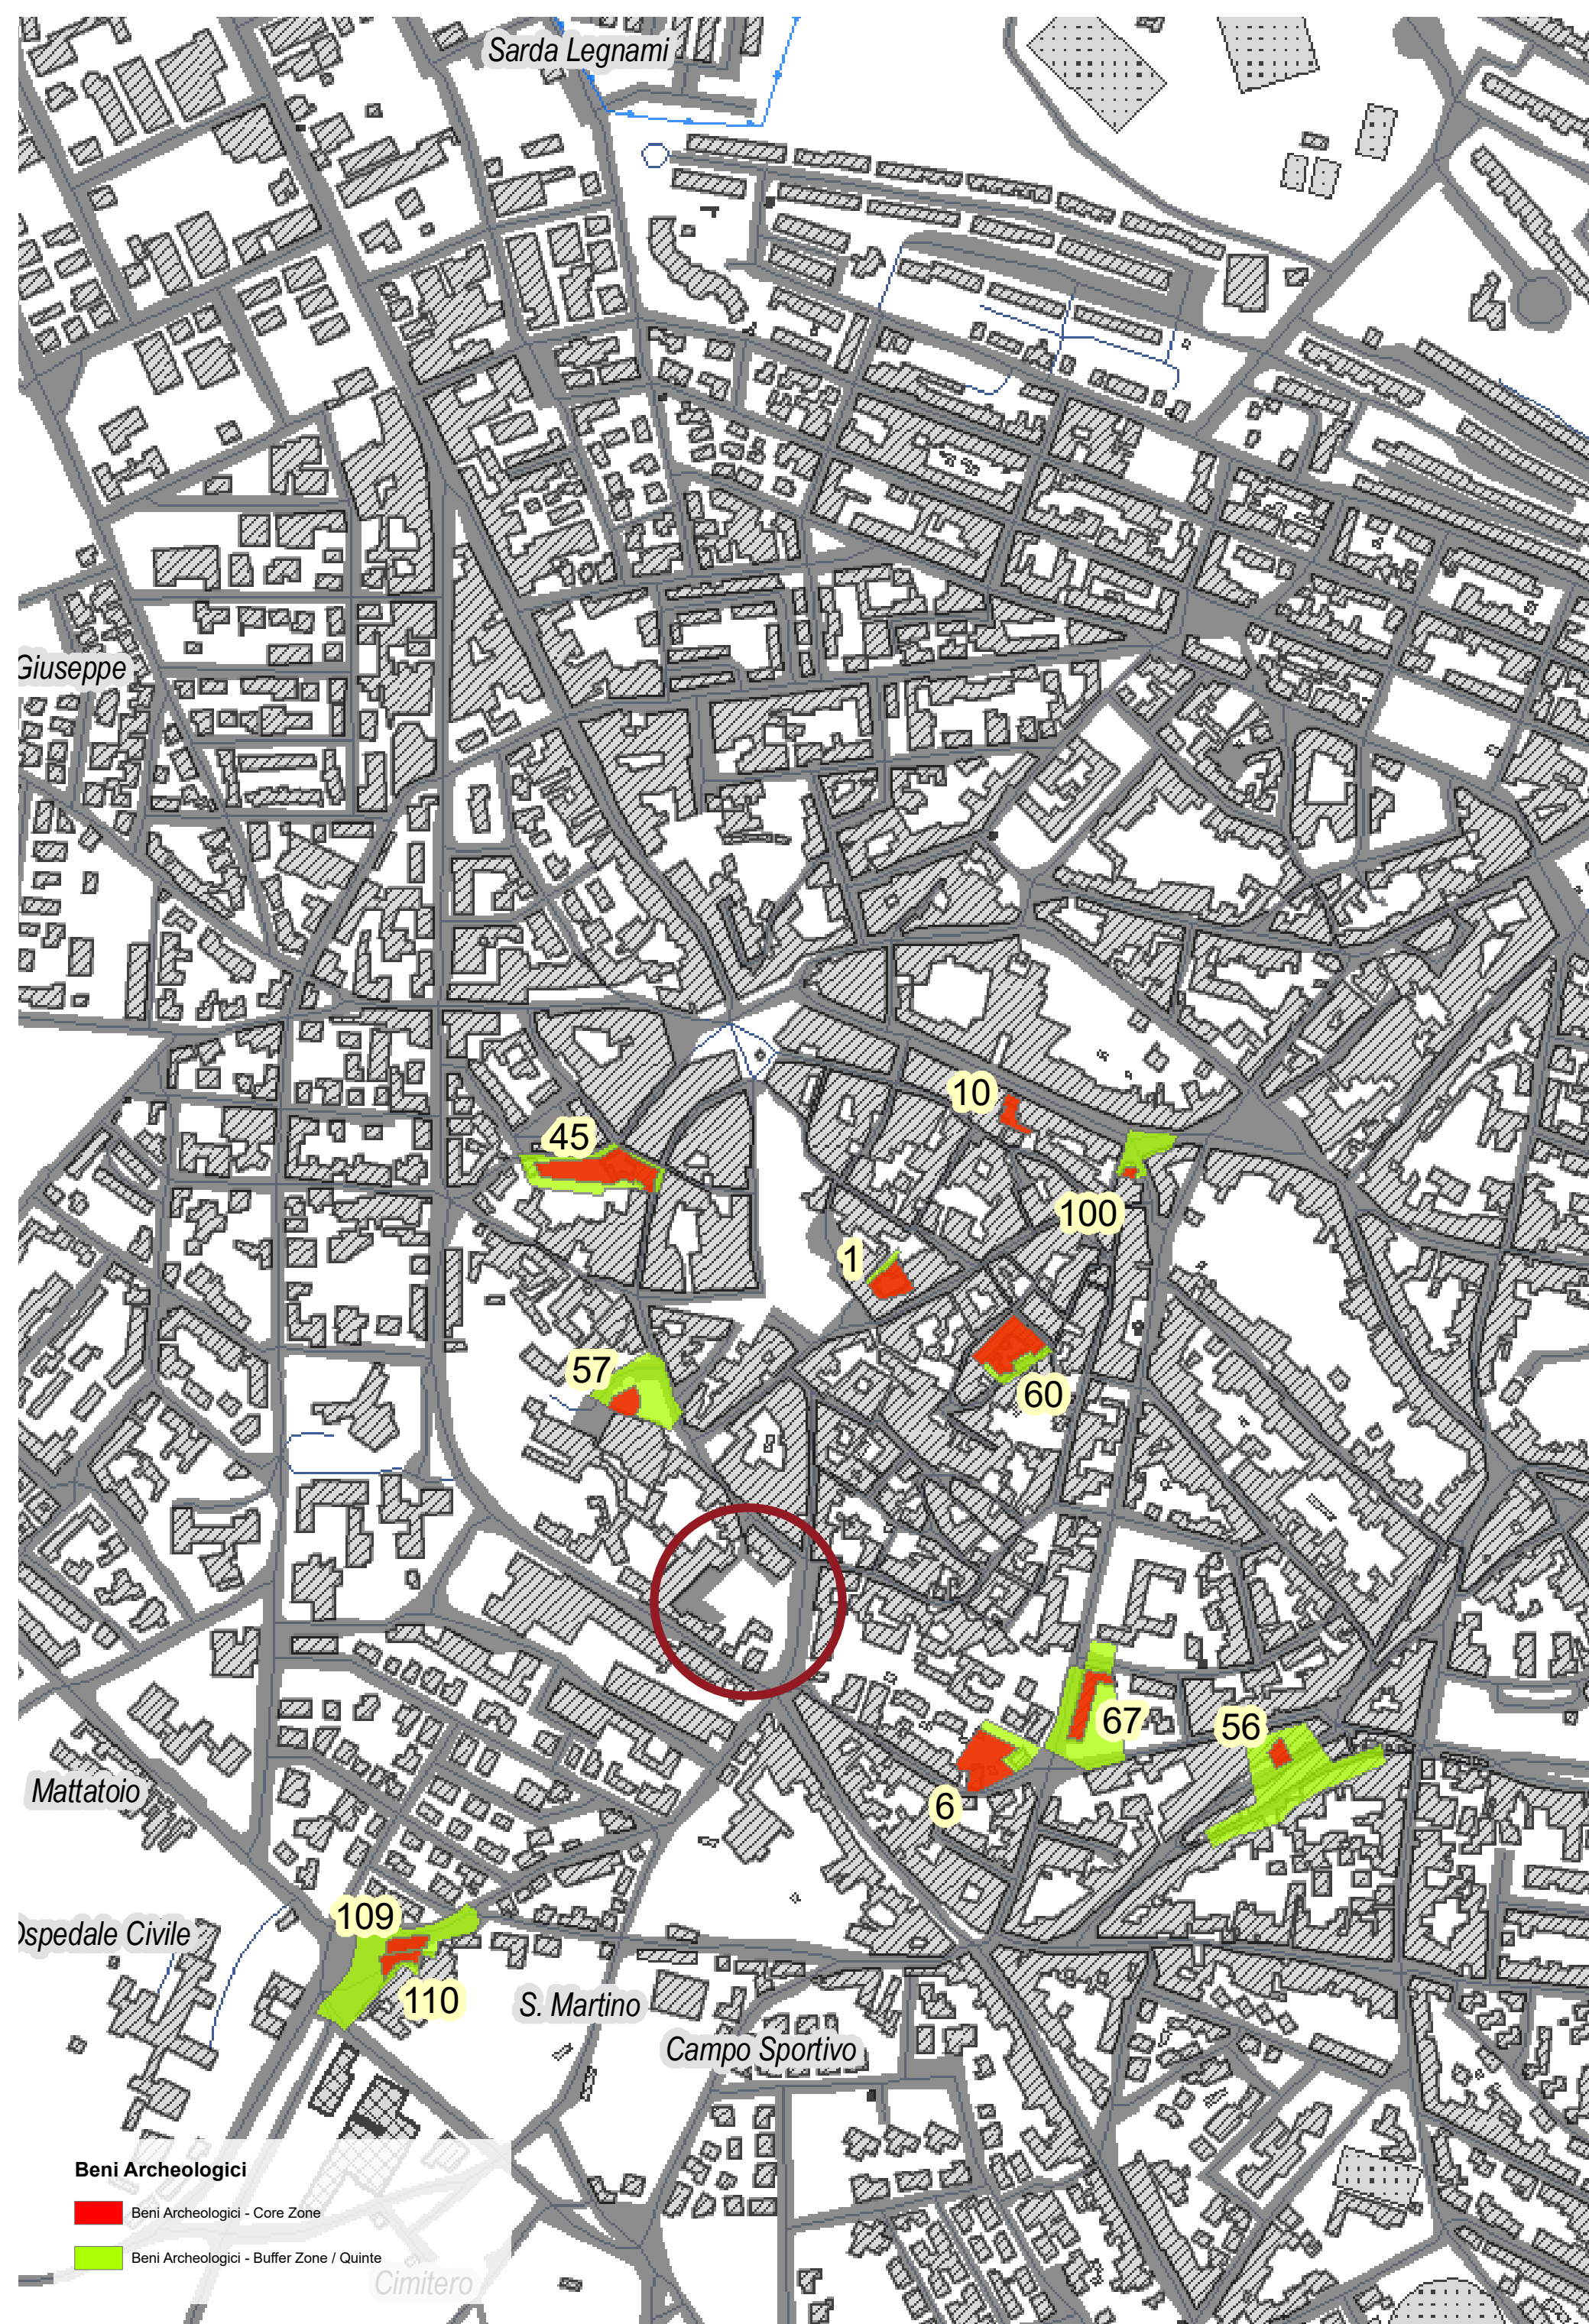 Sarda Legnami
Giuseppe
10
45
100
1
57
60
67
56
6
Mattatoio
109
Ospedale Civile
110
S. Martino
Campo Sportivo
Beni Archeologici
Beni Archeologici - Core Zone
Beni Archeologici - Buffer Zone / Quinte
Cimitero